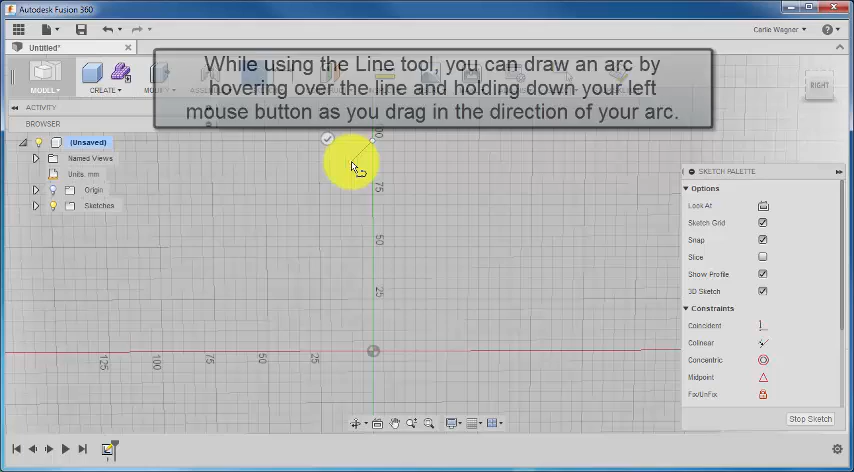 Autodesk Fusion 360
Carlie Wagner
Untitled*
While using the Line tool, you can draw an arc by
hovering over the line and holding down your left
mouse button as you drag in the direction of your arc.
MODEL
CREATE
RIGHT
ACTIVITY
BROWSER
(Unsaved)
Named Views
Units: mm
Origin
Sketches
100
75
50
25
125
100
75
50
25
SKETCH PALETTE
Options
Look At
Sketch Grid
Snap
Slice
Show Profile
3D Sketch
Constraints
Coincident
Colinear
Concentric
Midpoint
Fix/UnFix
Stop Sketch